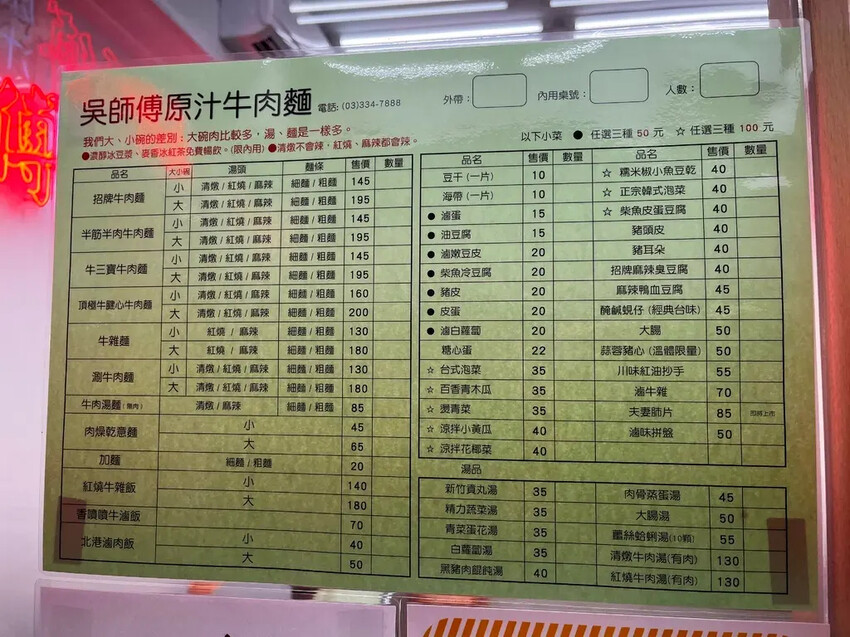 傅
吳師傅原汁牛肉麵 電話: (03)334-7888 外帶: 內用桌號: 人數:
我們大、小碗的差別:大碗肉比較多,湯、麵是一樣多。
●濃醇冰豆漿、麥香冰紅茶免費暢飲。(限內用) ●清燉不會辣,紅燒、麻辣都會辣。
以下小菜 ● 任選三種 50 元 ☆ 任選三種 100 元
品名 大小碗 湯頭 麵條 售價 數量
招牌牛肉麵 小 清燉/紅燒/麻辣 細麵/粗麵 145
大 清燉/紅燒/麻辣 細麵/粗麵 195
半筋半肉牛肉麵 小 清燉/紅燒/麻辣 細麵/粗麵 145
大 清燉/紅燒/麻辣 細麵/粗麵 195
牛三寶牛肉麵 小 清燉/紅燒/麻辣 細麵/粗麵 145
大 清燉/紅燒/麻辣 細麵/粗麵 195
頂極牛腱心牛肉麵 小 清燉/紅燒/麻辣 細麵/粗麵 160
大 清燉/紅燒/麻辣 細麵/粗麵 200
牛雜麵 小 紅燒 / 麻辣 細麵/粗麵 130
大 紅燒 / 麻辣 細麵/粗麵 180
涮牛肉麵 小 清燉/紅燒/麻辣 細麵/粗麵 130
大 清燉/紅燒/麻辣 細麵/粗麵 180
牛肉湯麵(無肉) 清燉/麻辣 細麵/粗麵 85
肉燥乾意麵 小 45
大 65
加麵 細麵/粗麵 20
紅燒牛雜飯 小 140
大 180
香噴噴牛滷飯 70
北港滷肉飯 小 40
大 50
品名 售價 數量 品名 售價 數量
豆干(一片) 10 ☆ 糯米椒小魚豆乾 40
海帶(一片) 10 ☆ 正宗韓式泡菜 40
● 滷蛋 15 ☆ 柴魚皮蛋豆腐 40
● 油豆腐 15 豬頭皮 40
● 滷嫩豆皮 20 豬耳朵 40
● 柴魚冷豆腐 20 招牌麻辣臭豆腐 40
● 豬皮 20 麻辣鴨血豆腐 45
● 皮蛋 20 醃鹹蜆仔(經典台味) 45
● 滷白蘿蔔 20 大腸 50
糖心蛋 22 蒜蓉豬心(溫體限量) 50
☆ 台式泡菜 35 川味紅油抄手 55
☆ 百香青木瓜 35 滷牛雜 70
☆ 燙青菜 35 夫妻肺片 85 即將上市
☆ 涼拌小黃瓜 40 滷味拼盤 50
☆ 涼拌花椰菜 40
湯品
新竹貢丸湯 35 肉骨蒸蛋湯 45
精力蔬菜湯 35 大腸湯 50
青菜蛋花湯 35 薑絲蛤蜊湯(10顆) 55
白蘿蔔湯 35 清燉牛肉湯(有肉) 130
黑豬肉餛飩湯 40 紅燒牛肉湯(有肉) 130